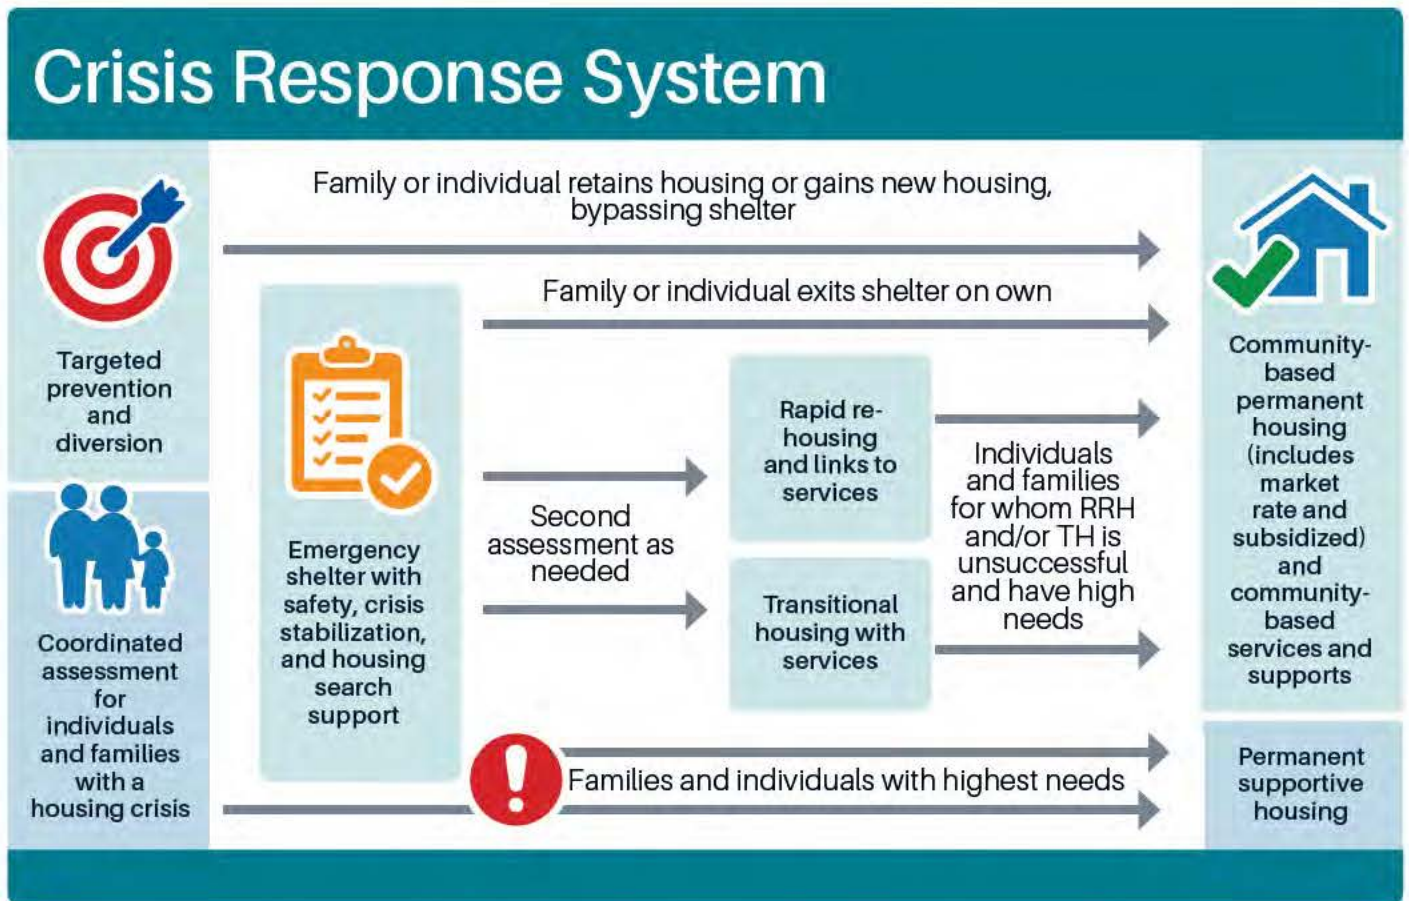 Crisis Response System
Targeted
prevention
and
diversion
Coordinated
assessment
for
individuals
and families
with a
housing crisis
Family or individual retains housing or gains new housing,
bypassing shelter
Family or individual exits shelter on own
Emergency
shelter with
safety, crisis
stabilization,
and housing
search
support
Second
assessment as
needed
Rapid re-
housing
and links to
services
Transitional
housing with
services
Individuals
and families
for whom RRH
and/or TH is
unsuccessful
and have high
needs
!
Families and individuals with highest needs
Community-
based
permanent
housing
(includes
market
rate and
subsidized)
and
community-
based
services and
supports
Permanent
supportive
housing